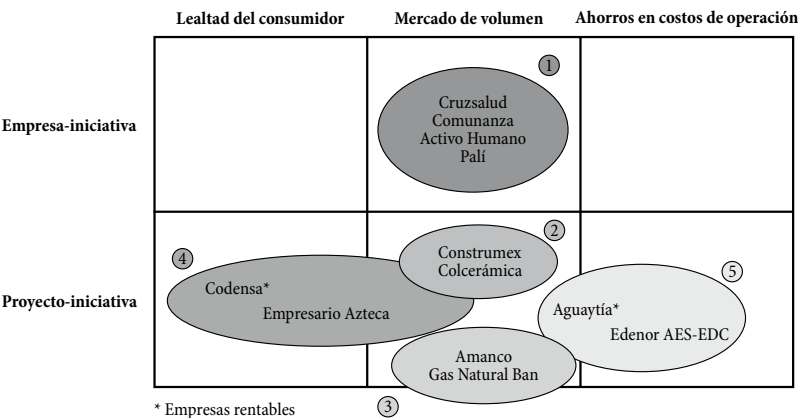 Lealtad del consumidor
Mercado de volumen
Ahorros en costos de operación
Empresa-iniciativa
1
Cruzsalud
Comunanza
Activo Humano
Palí
Proyecto-iniciativa
2
Construmex
Colcerámica
4
Codensa*
Empresario Azteca
5
Aguaytía*
Edenor AES-EDC
Amanco
Gas Natural Ban
3
* Empresas rentables